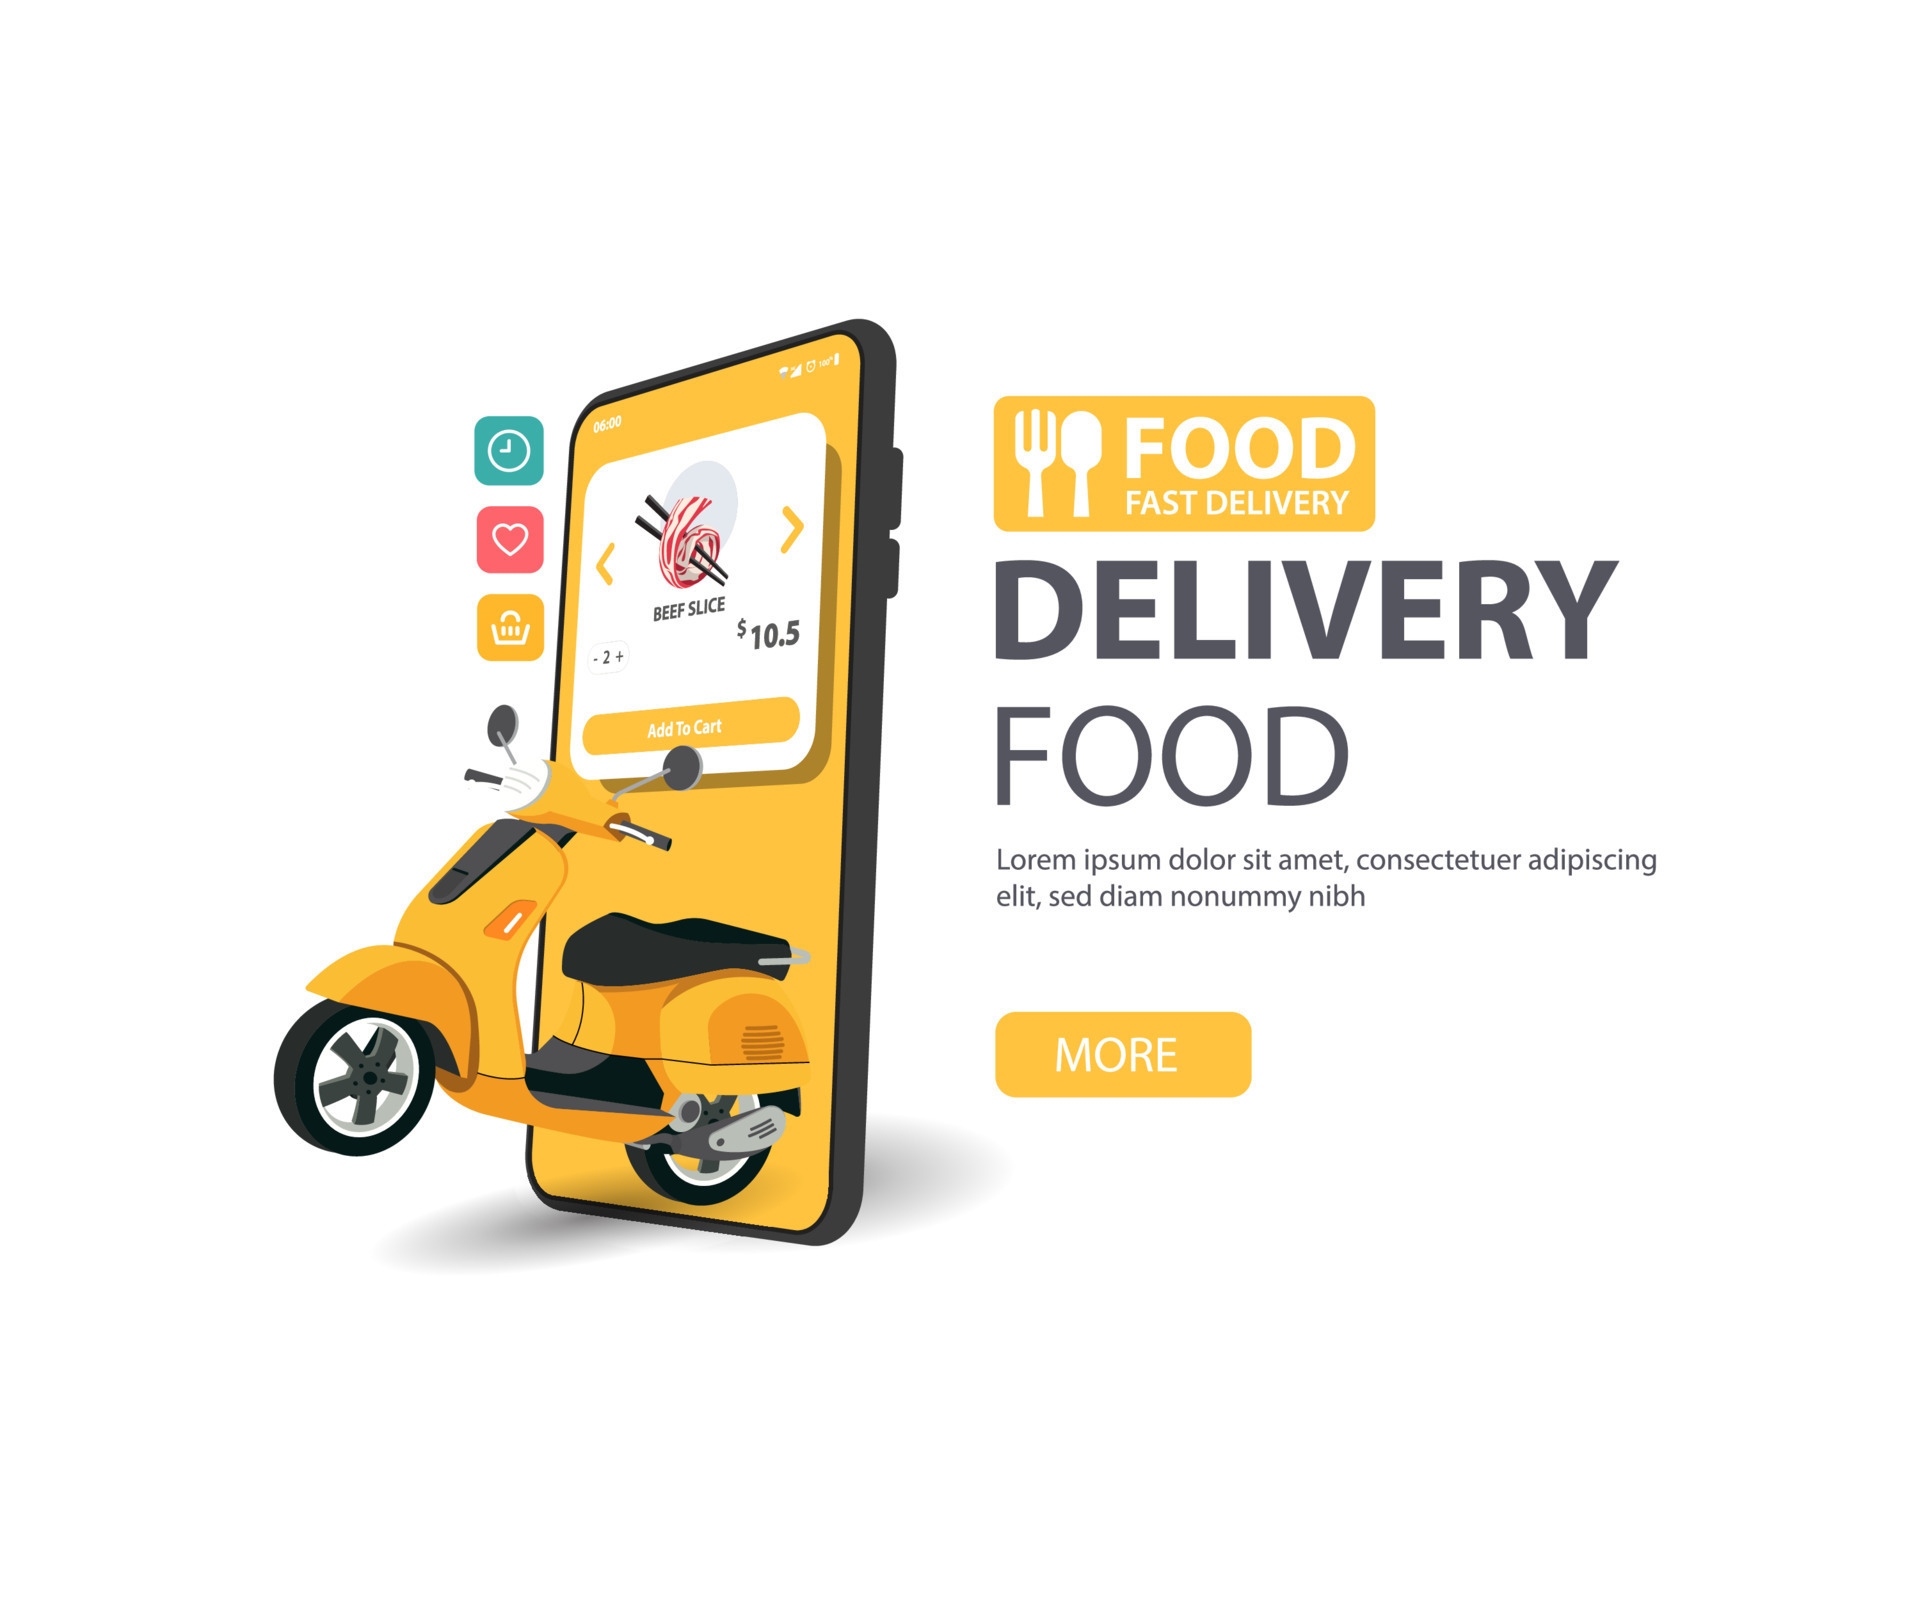 06:00
100%
BEEF SLICE
$10.5
- 2 +
Add To Cart
FOOD
FAST DELIVERY
DELIVERY
FOOD
Lorem ipsum dolor sit amet, consectetuer adipiscing
elit, sed diam nonummy nibh
MORE